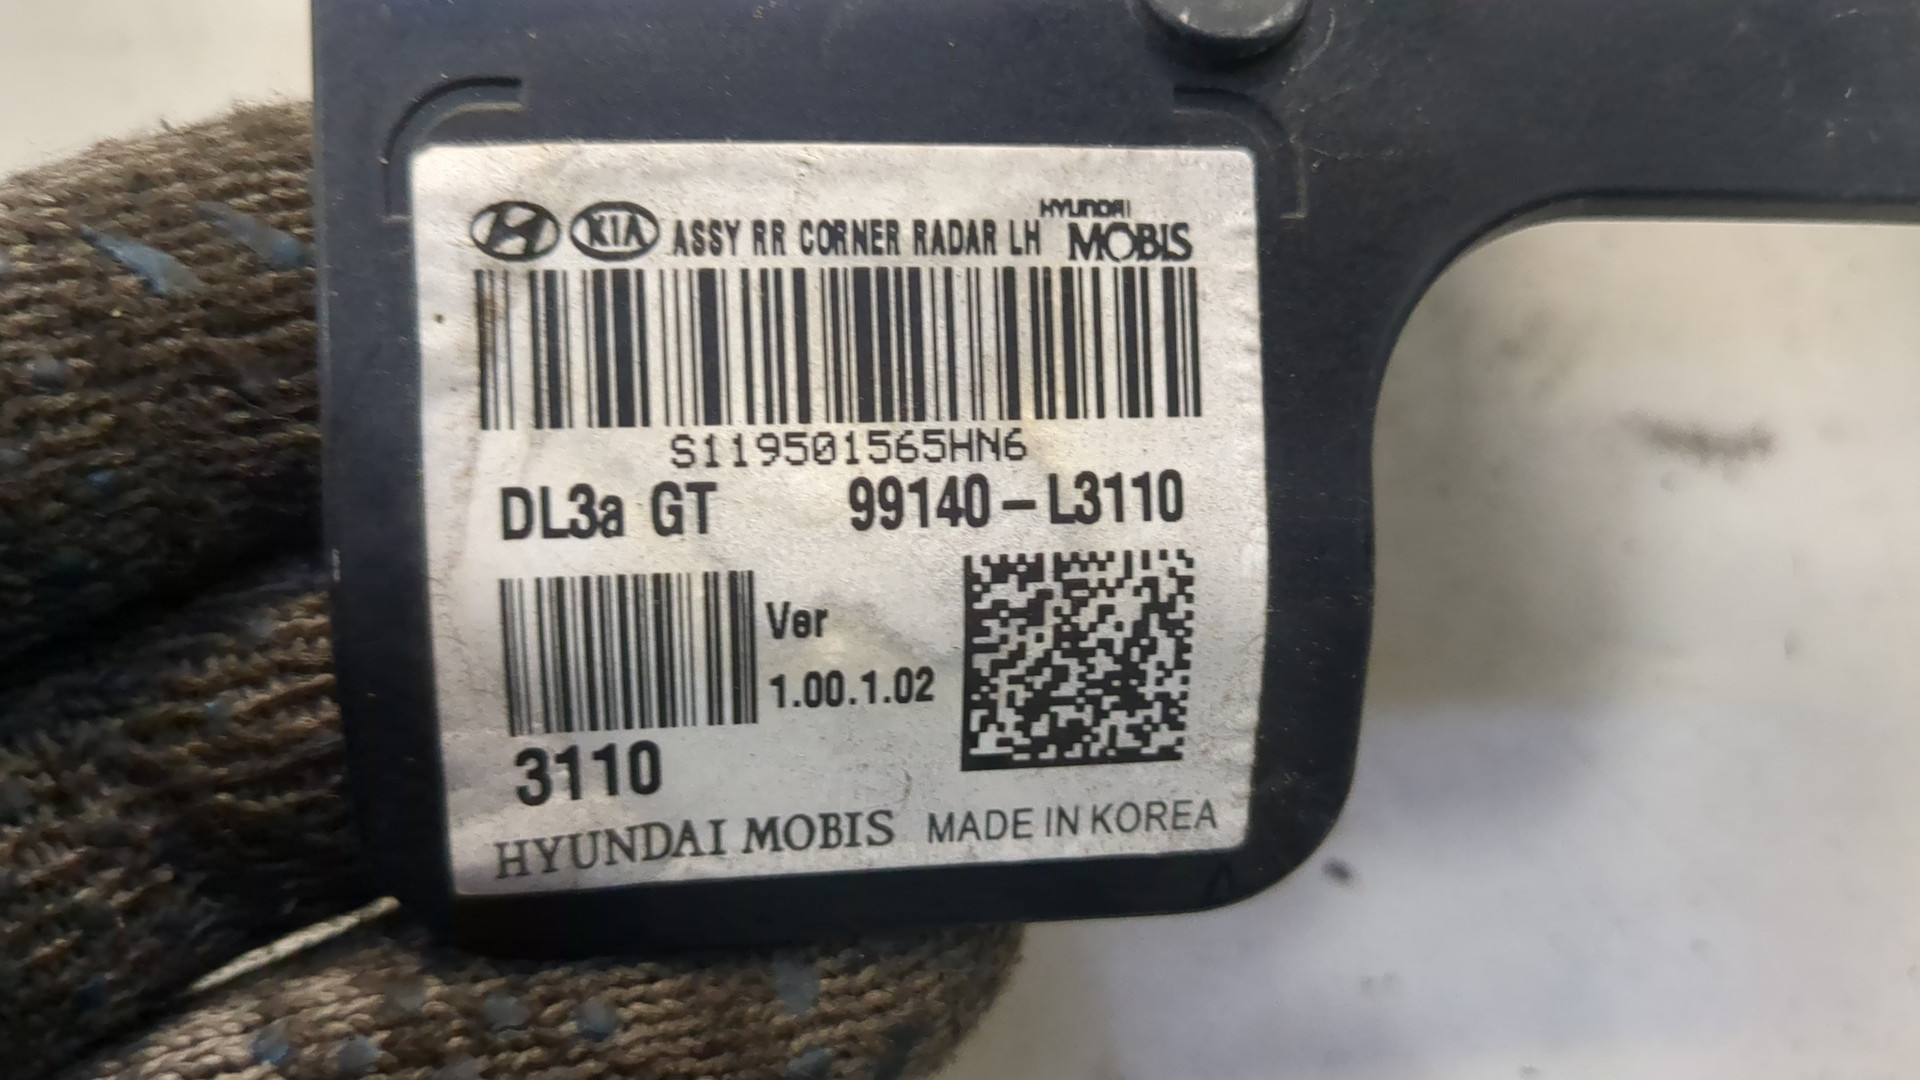 KIA ASSY RR CORNER RADAR LH HYUNDAI MOBIS
S119501565HN6
DL3a GT 99140-L3110
Ver
1.00.1.02
3110
HYUNDAI MOBIS MADE IN KOREA